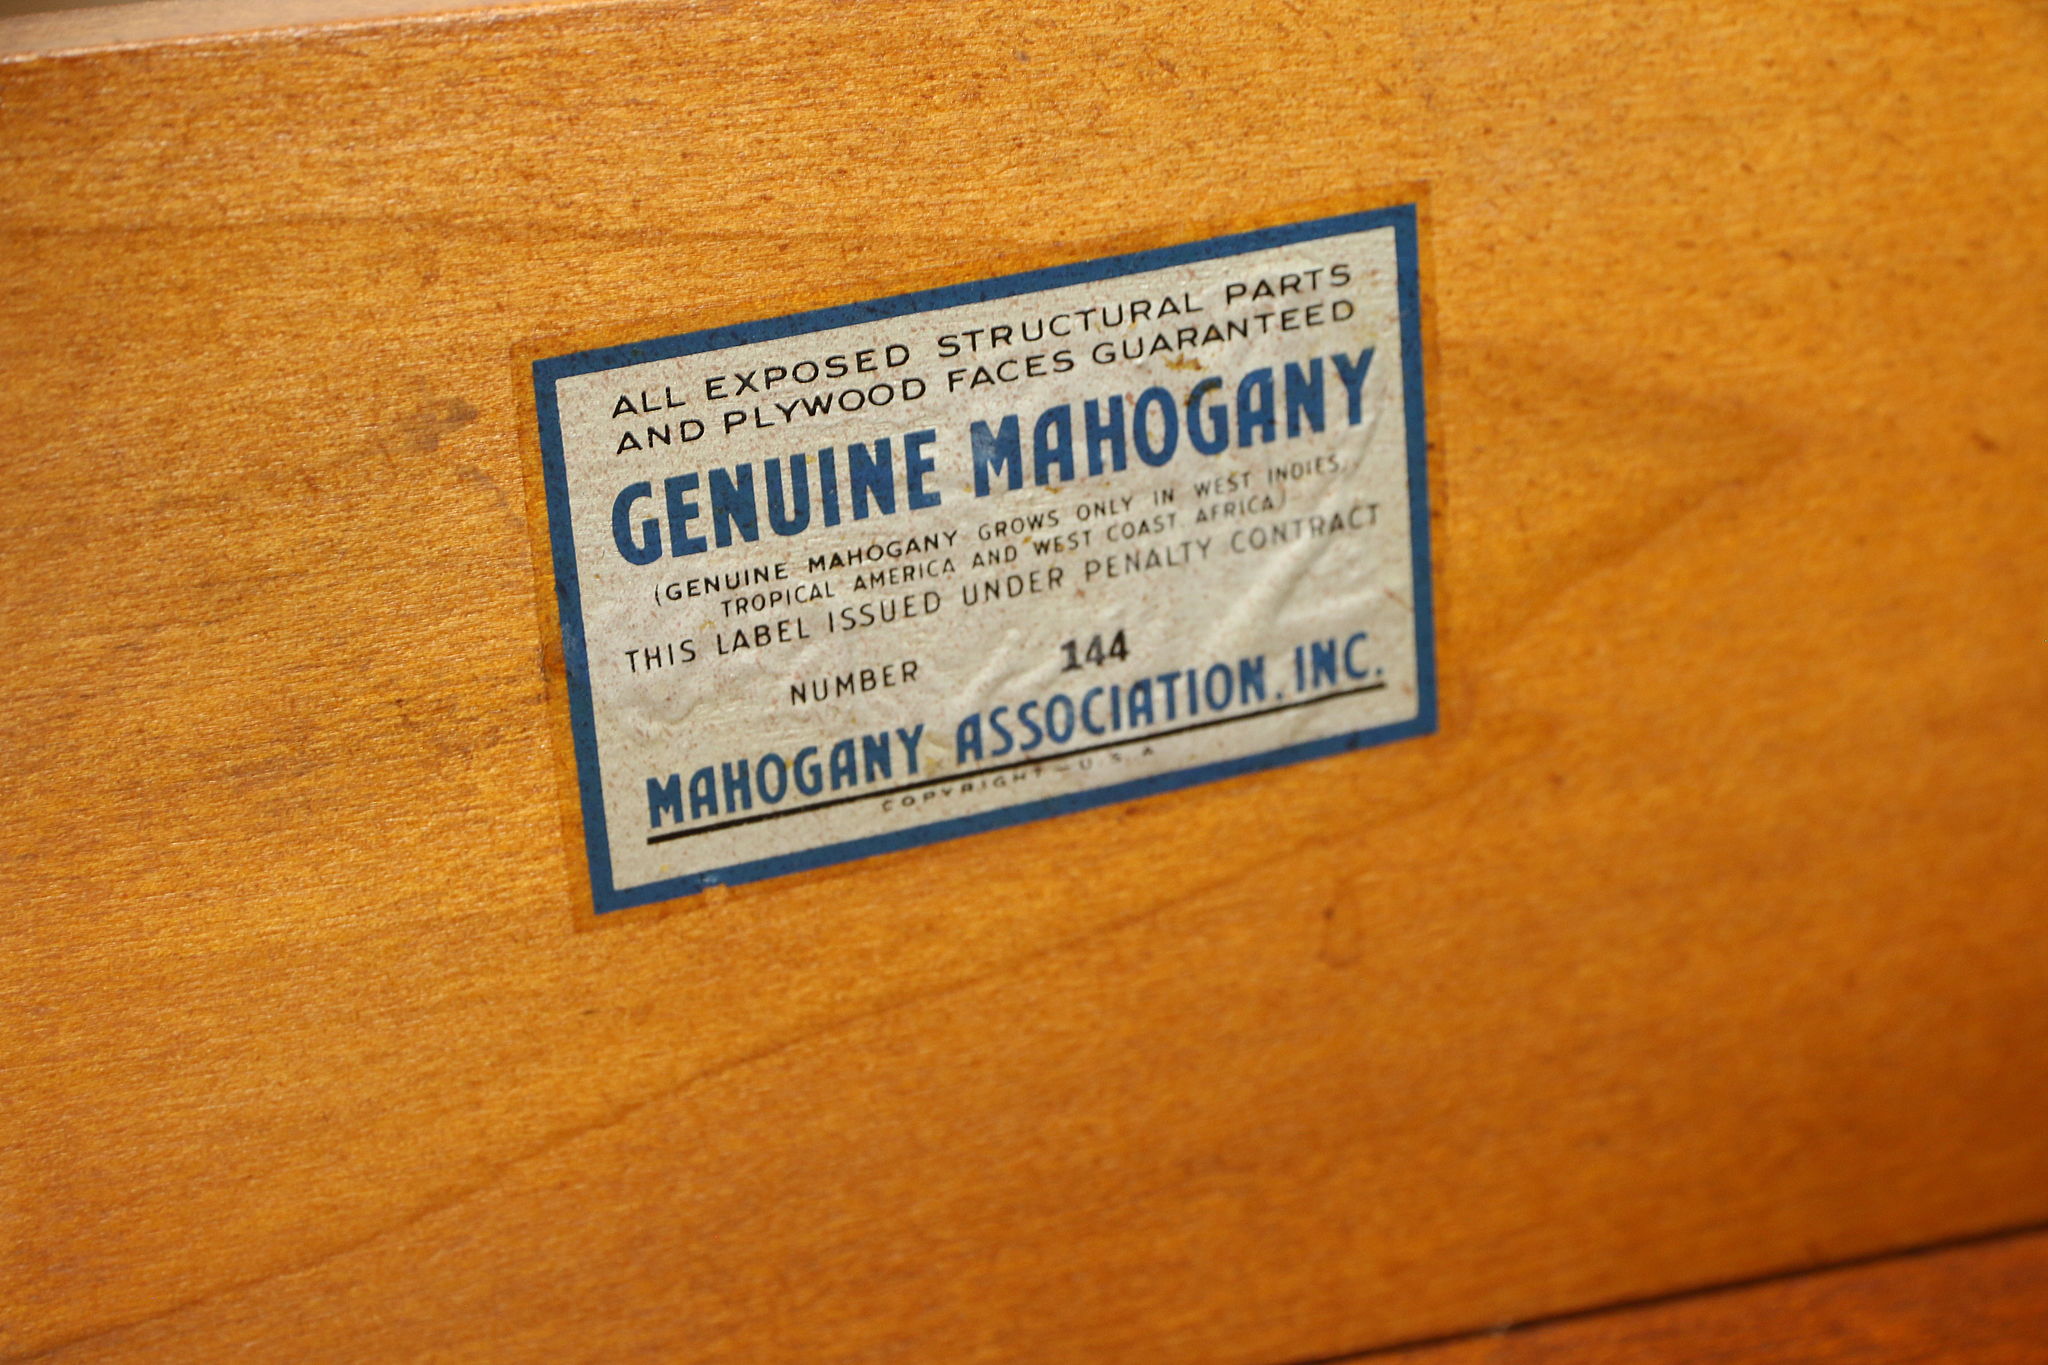 ALL EXPOSED STRUCTURAL PARTS
AND PLYWOOD FACES GUARANTEED
GENUINE MAHOGANY
(GENUINE MAHOGANY GROWS ONLY IN WEST INDIES,
TROPICAL AMERICA AND WEST COAST AFRICA)
THIS LABEL ISSUED UNDER PENALTY CONTRACT
NUMBER 144
MAHOGANY ASSOCIATION, INC.
COPYRIGHT - U.S.A